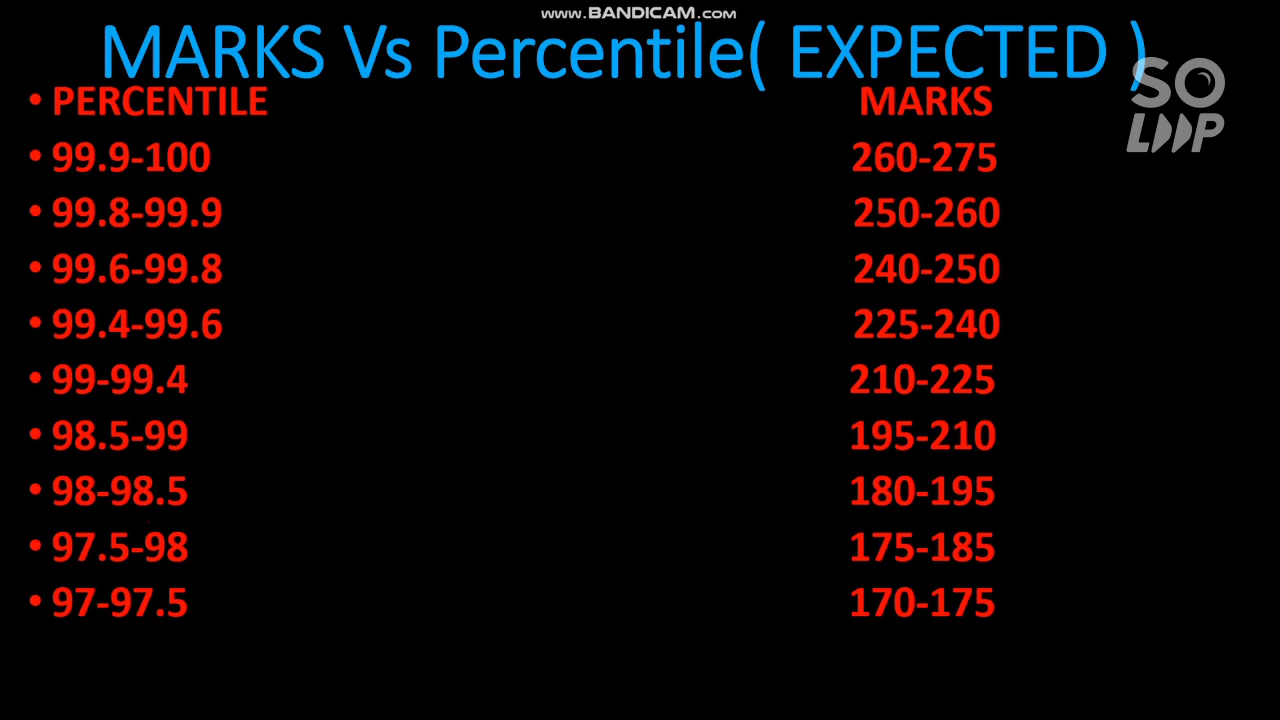 www.BANDICAM.com
MARKS Vs Percentile( EXPECTED )
SO
LOOP
• PERCENTILE MARKS
• 99.9-100 260-275
• 99.8-99.9 250-260
• 99.6-99.8 240-250
• 99.4-99.6 225-240
• 99-99.4 210-225
• 98.5-99 195-210
• 98-98.5 180-195
• 97.5-98 175-185
• 97-97.5 170-175